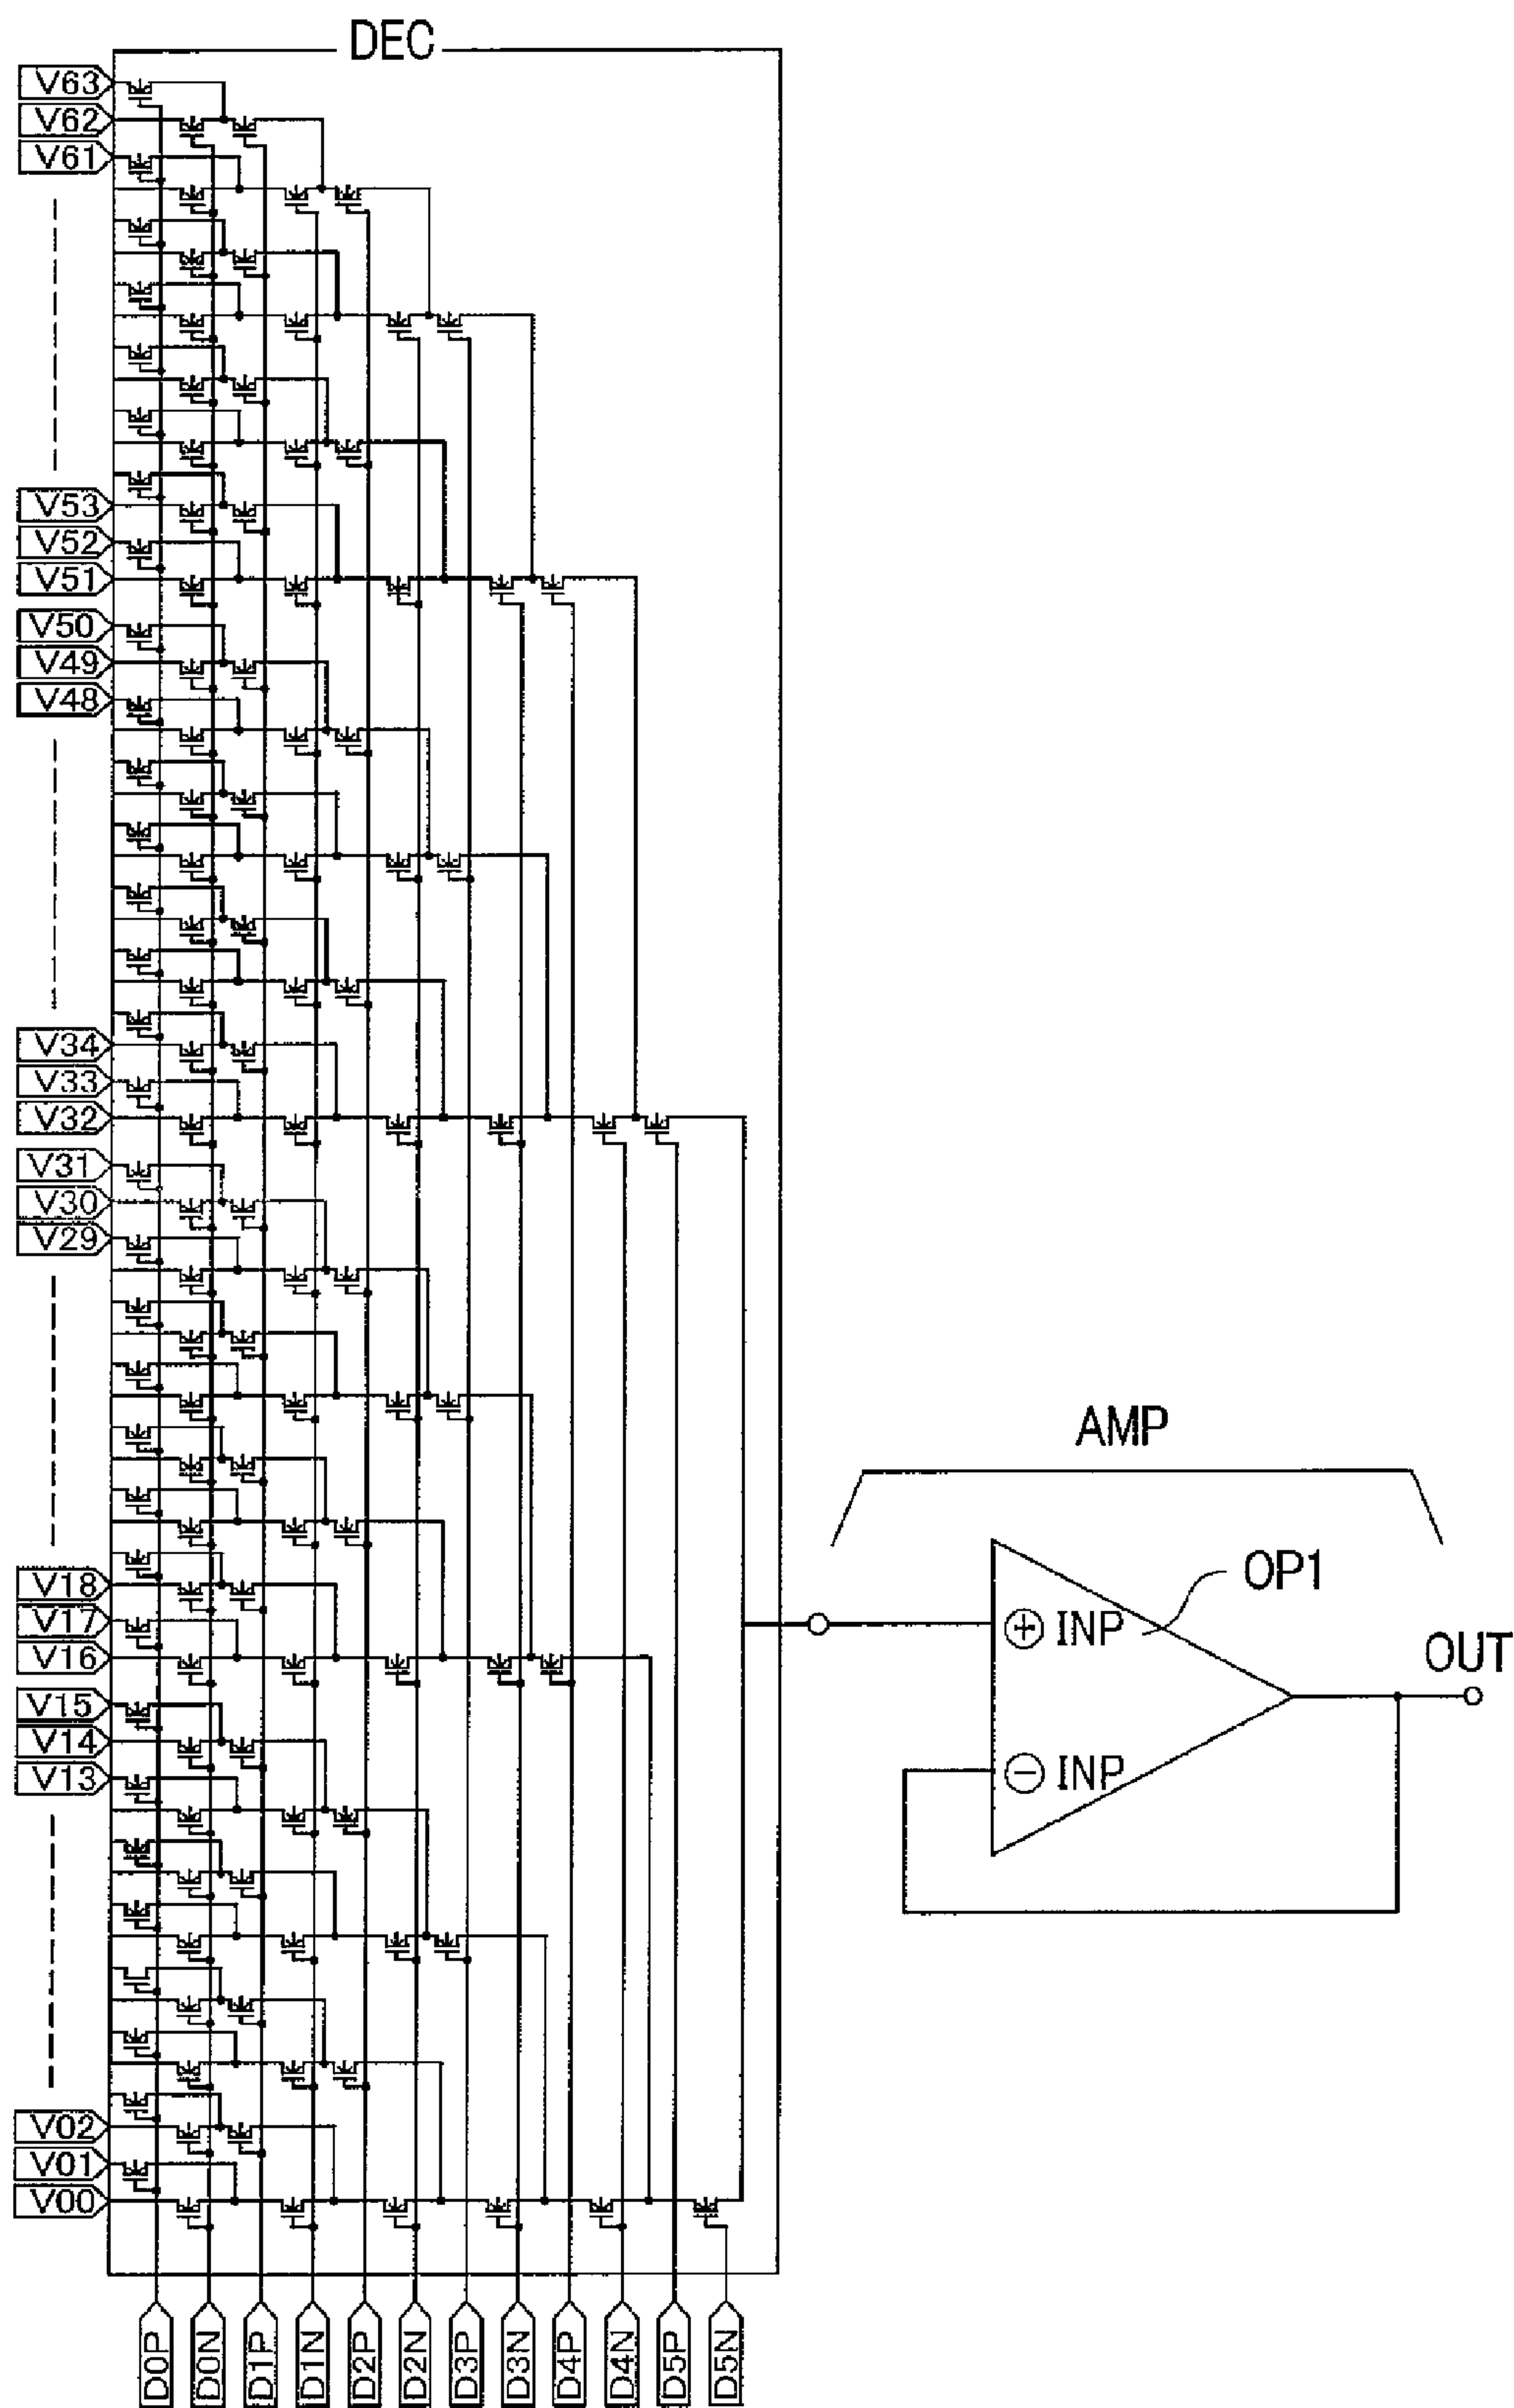 DEC
V63
V62
V61
V53
V52
V51
V50
V49
V48
V34
V33
V32
V31
V30
V29
V18
V17
V16
V15
V14
V13
V02
V01
V00
D0P
D0N
D1P
D1N
D2P
D2N
D3P
D3N
D4P
D4N
D5P
D5N
AMP
OP1
⊕ INP
⊖ INP
OUT